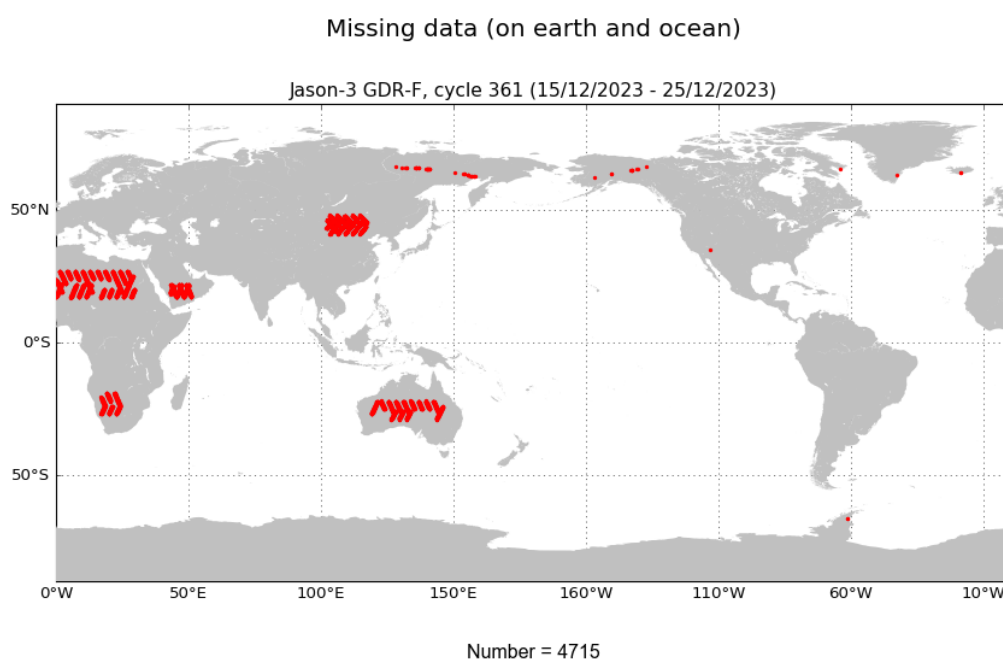 Missing data (on earth and ocean)
Jason-3 GDR-F, cycle 361 (15/12/2023 - 25/12/2023)
50°N
0°S
50°S
0°W 50°E 100°E 150°E 160°W 110°W 60°W 10°W
Number = 4715